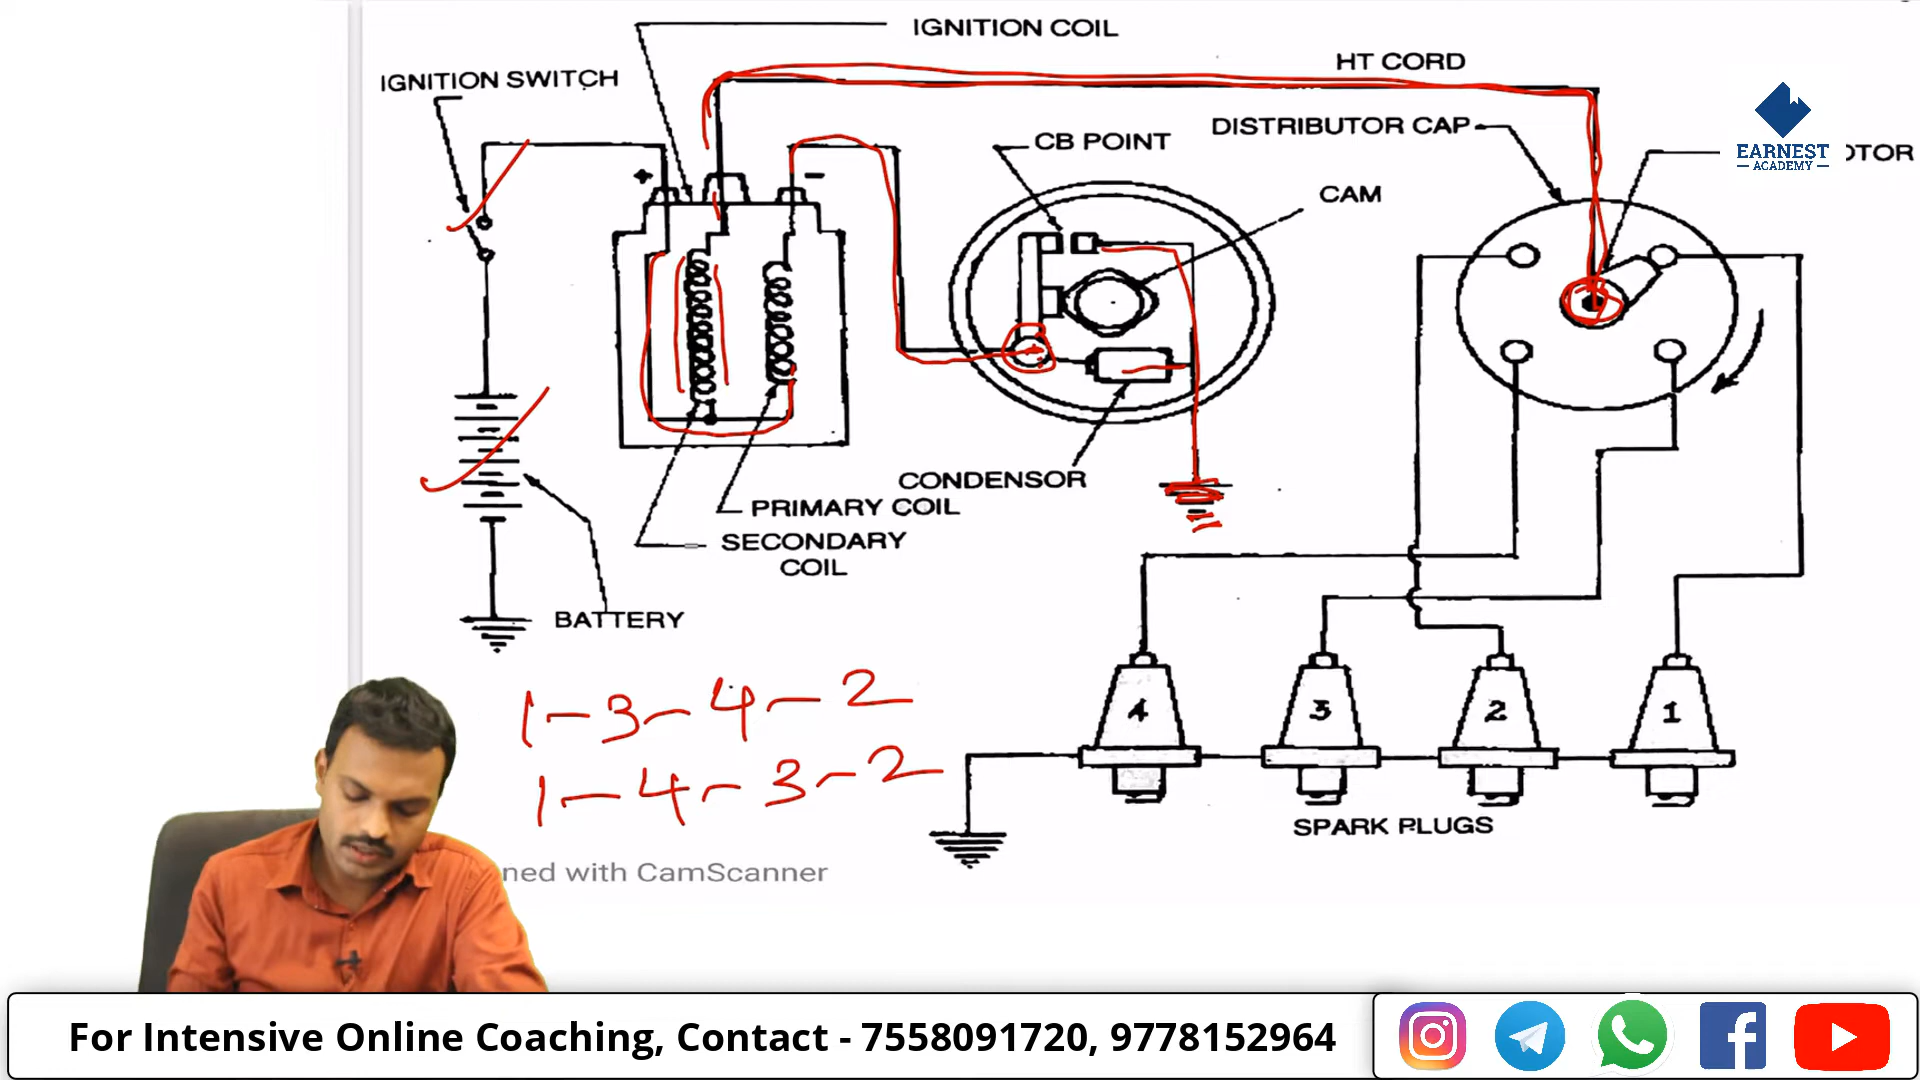 IGNITION COIL
HT CORD
IGNITION SWITCH
DISTRIBUTOR CAP
CB POINT
EARNEST
ACADEMY
OTOR
CAM
+
-
CONDENSOR
PRIMARY COIL
SECONDARY
COIL
BATTERY
1-3-4-2
1-4-3-2
4 3 2 1
SPARK PLUGS
ned with CamScanner
For Intensive Online Coaching, Contact - 7558091720, 9778152964